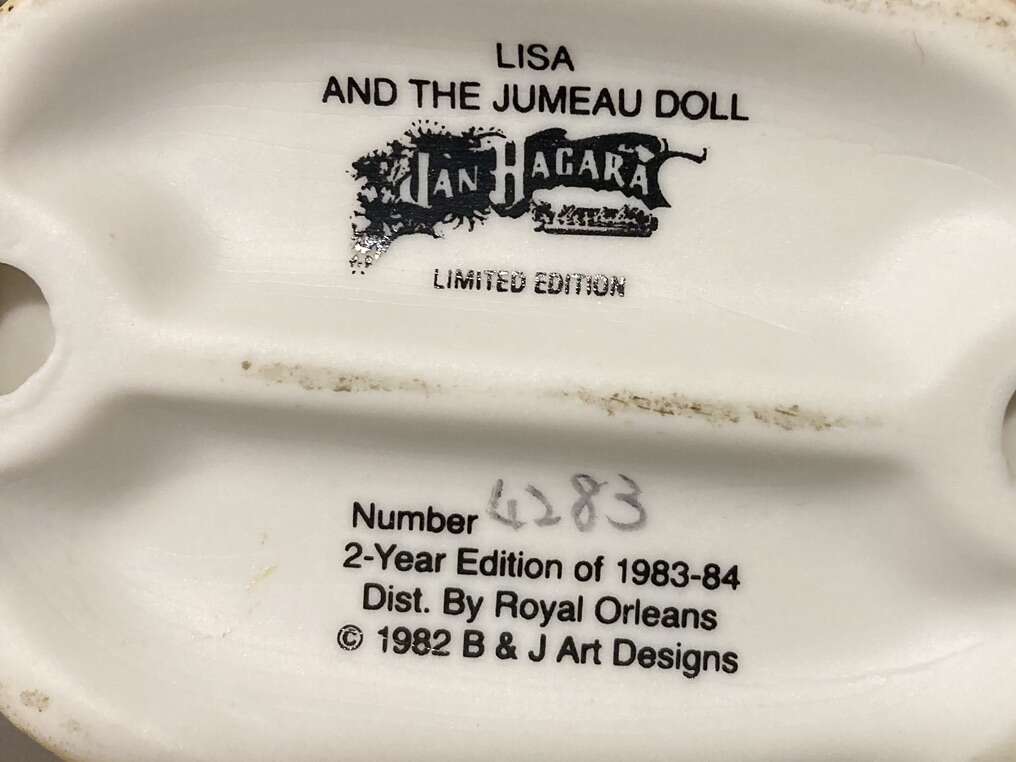 LISA
AND THE JUMEAU DOLL
JAN HAGARA
LIMITED EDITION
Number 4283
2-Year Edition of 1983-84
Dist. By Royal Orleans
© 1982 B & J Art Designs